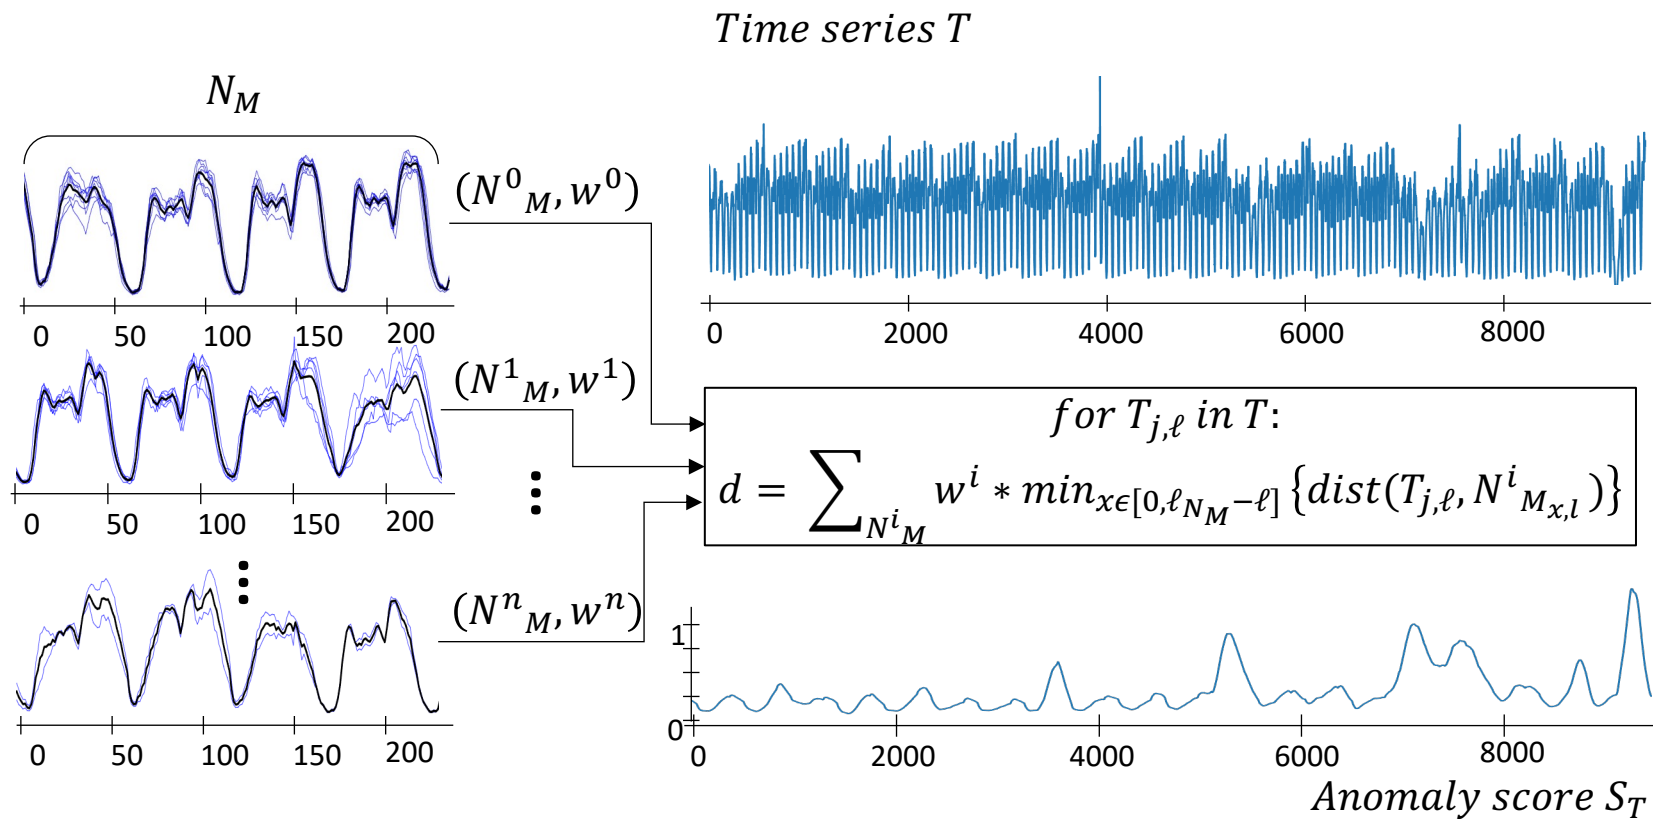 Time series T
N_M
(N^0_M, w^0)
0 50 100 150 200
0 2000 4000 6000 8000
(N^1_M, w^1)
0 50 100 150 200
for T_{j,ℓ} in T:
d = ∑_{N^i_M} w^i * min_{xϵ[0,ℓ_{N_M}−ℓ]} {dist(T_{j,ℓ}, N^i_{M_{x,l}})}
(N^n_M, w^n)
0 50 100 150 200
1
0
0 2000 4000 6000 8000
Anomaly score S_T